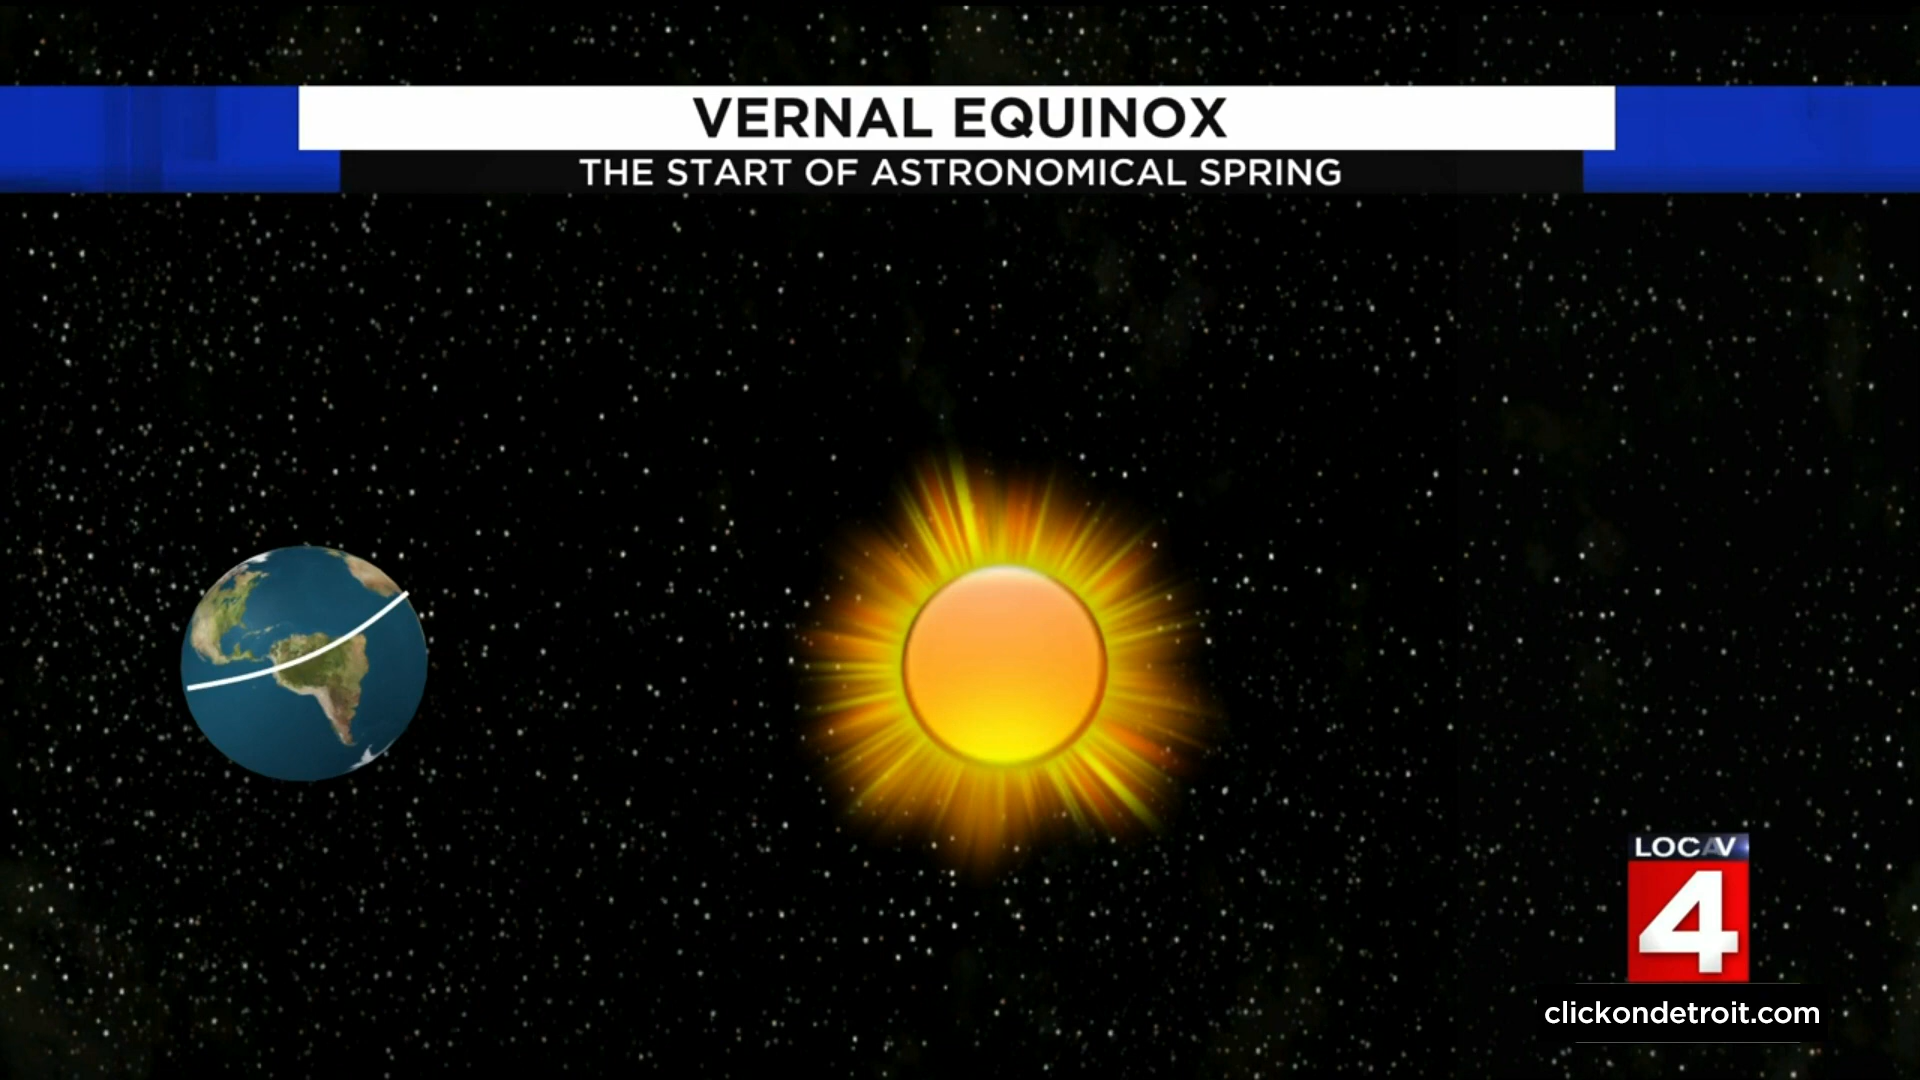 VERNAL EQUINOX
THE START OF ASTRONOMICAL SPRING
LOCAL
4
clickondetroit.com